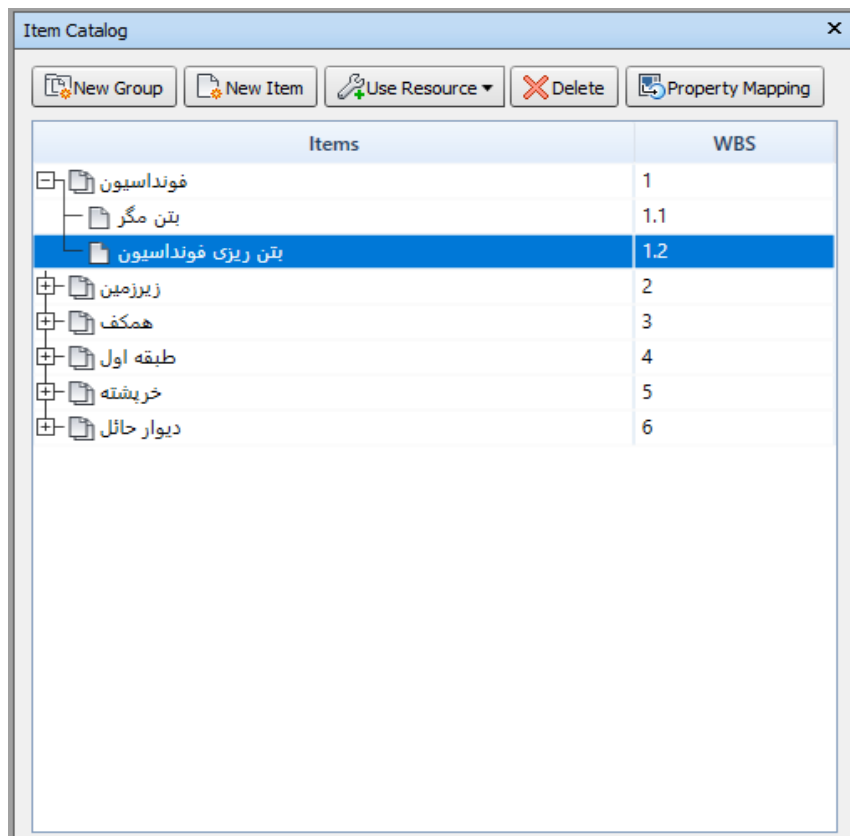 Item Catalog
New Group New Item Use Resource Delete Property Mapping
Items WBS
فونداسیون 1
بتن مگر 1.1
بتن ریزی فونداسیون 1.2
زیرزمین 2
همکف 3
طبقه اول 4
خرپشته 5
دیوار حائل 6